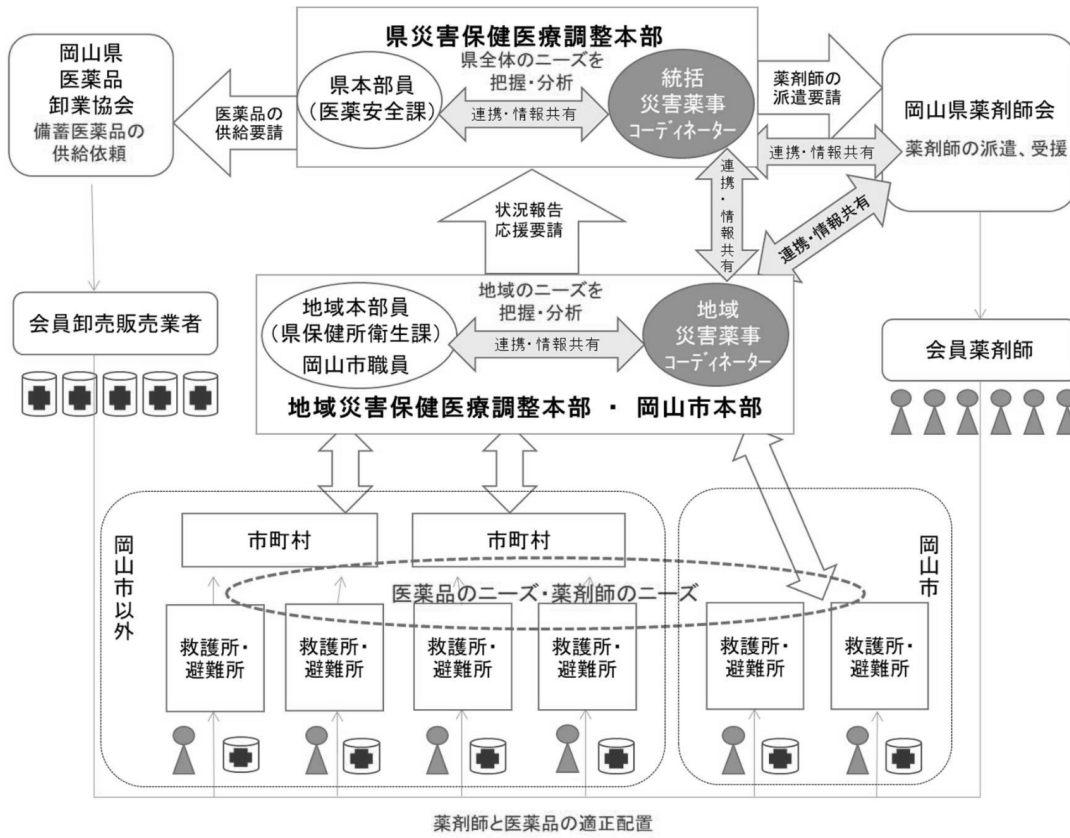 県災害保健医療調整本部
岡山県
医薬品
卸業協会
備蓄医薬品の
供給依頼
医薬品の
供給要請
県本部員
（医薬安全課）
県全体のニーズを
把握・分析
連携・情報共有
統括
災害薬事
コーディネーター
薬剤師の
派遣要請
連携・情報共有
岡山県薬剤師会
薬剤師の派遣、受援
状況報告
応援要請
連携・情報共有
連携・情報共有
会員卸売販売業者
地域本部員
（県保健所衛生課）
岡山市職員
地域のニーズを
把握・分析
連携・情報共有
地域
災害薬事
コーディネーター
地域災害保健医療調整本部 ・ 岡山市本部
会員薬剤師
岡山市以外
市町村
市町村
岡山市
医薬品のニーズ・薬剤師のニーズ
救護所・
避難所
救護所・
避難所
救護所・
避難所
救護所・
避難所
救護所・
避難所
救護所・
避難所
薬剤師と医薬品の適正配置